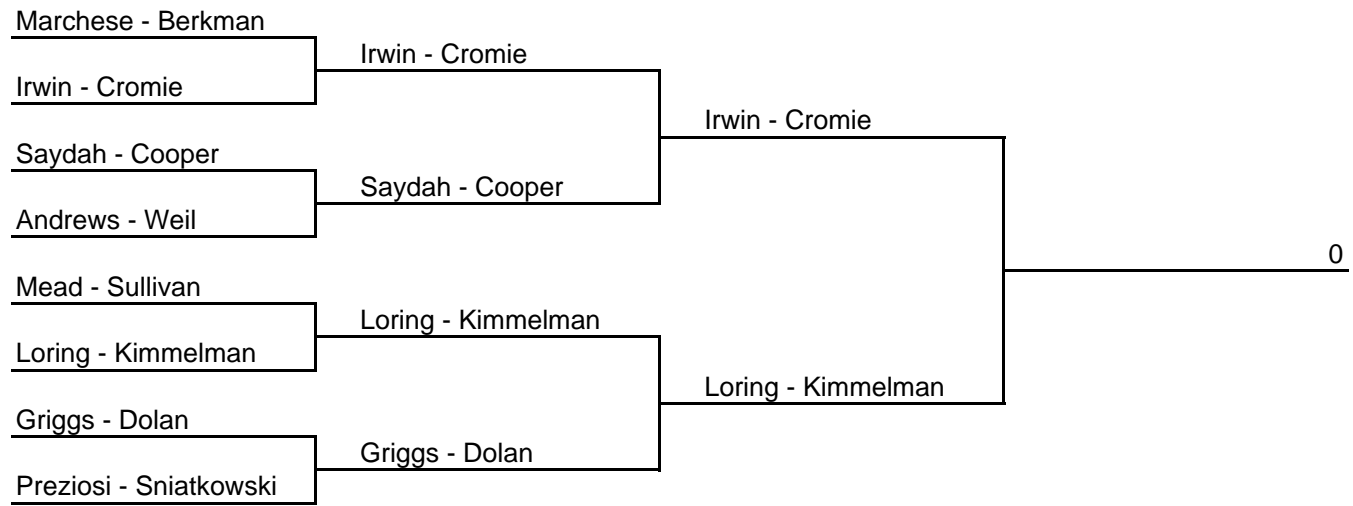 Marchese - Berkman
Irwin - Cromie
Saydah - Cooper
Andrews - Weil
Mead - Sullivan
Loring - Kimmelman
Griggs - Dolan
Preziosi - Sniatkowski
Irwin - Cromie
Saydah - Cooper
Loring - Kimmelman
Griggs - Dolan
Irwin - Cromie
Loring - Kimmelman
0